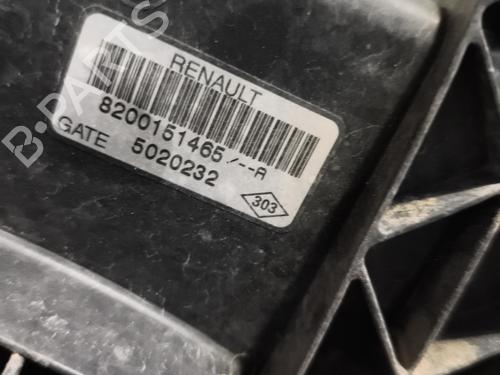 RENAULT
8200151465/--A
GATE 5020232
303
B-PARTS